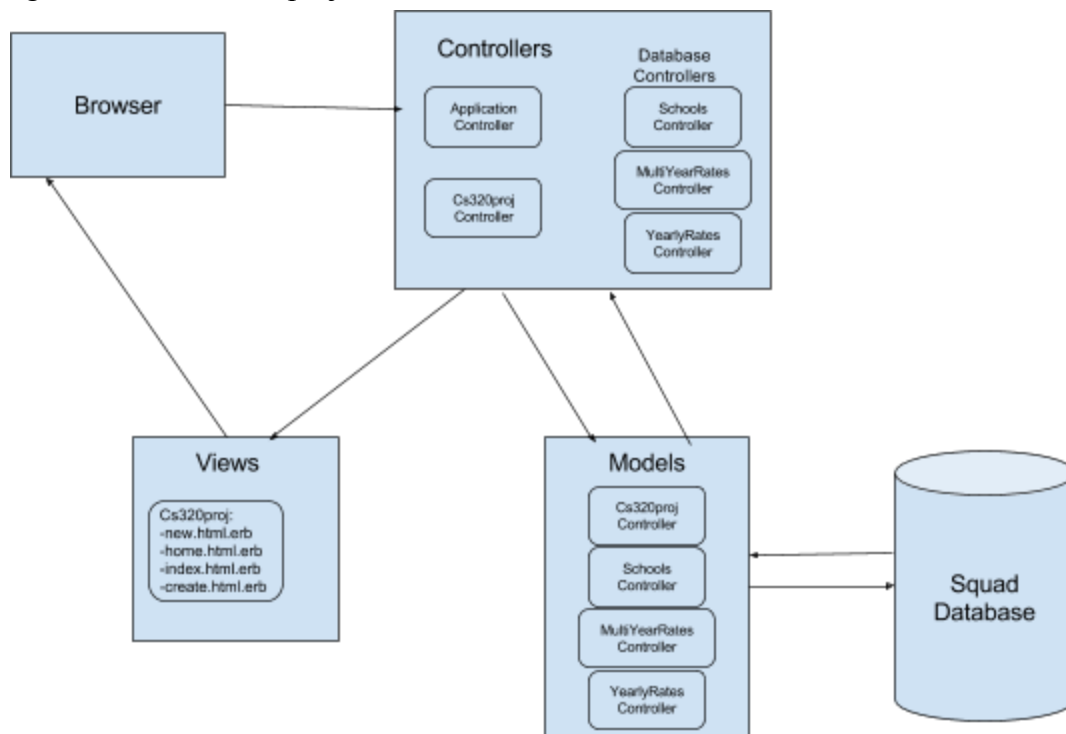 Browser
Controllers
Application
Controller
Cs320proj
Controller
Database
Controllers
Schools
Controller
MultiYearRates
Controller
YearlyRates
Controller
Views
Cs320proj:
-new.html.erb
-home.html.erb
-index.html.erb
-create.html.erb
Models
Cs320proj
Controller
Schools
Controller
MultiYearRates
Controller
YearlyRates
Controller
Squad
Database